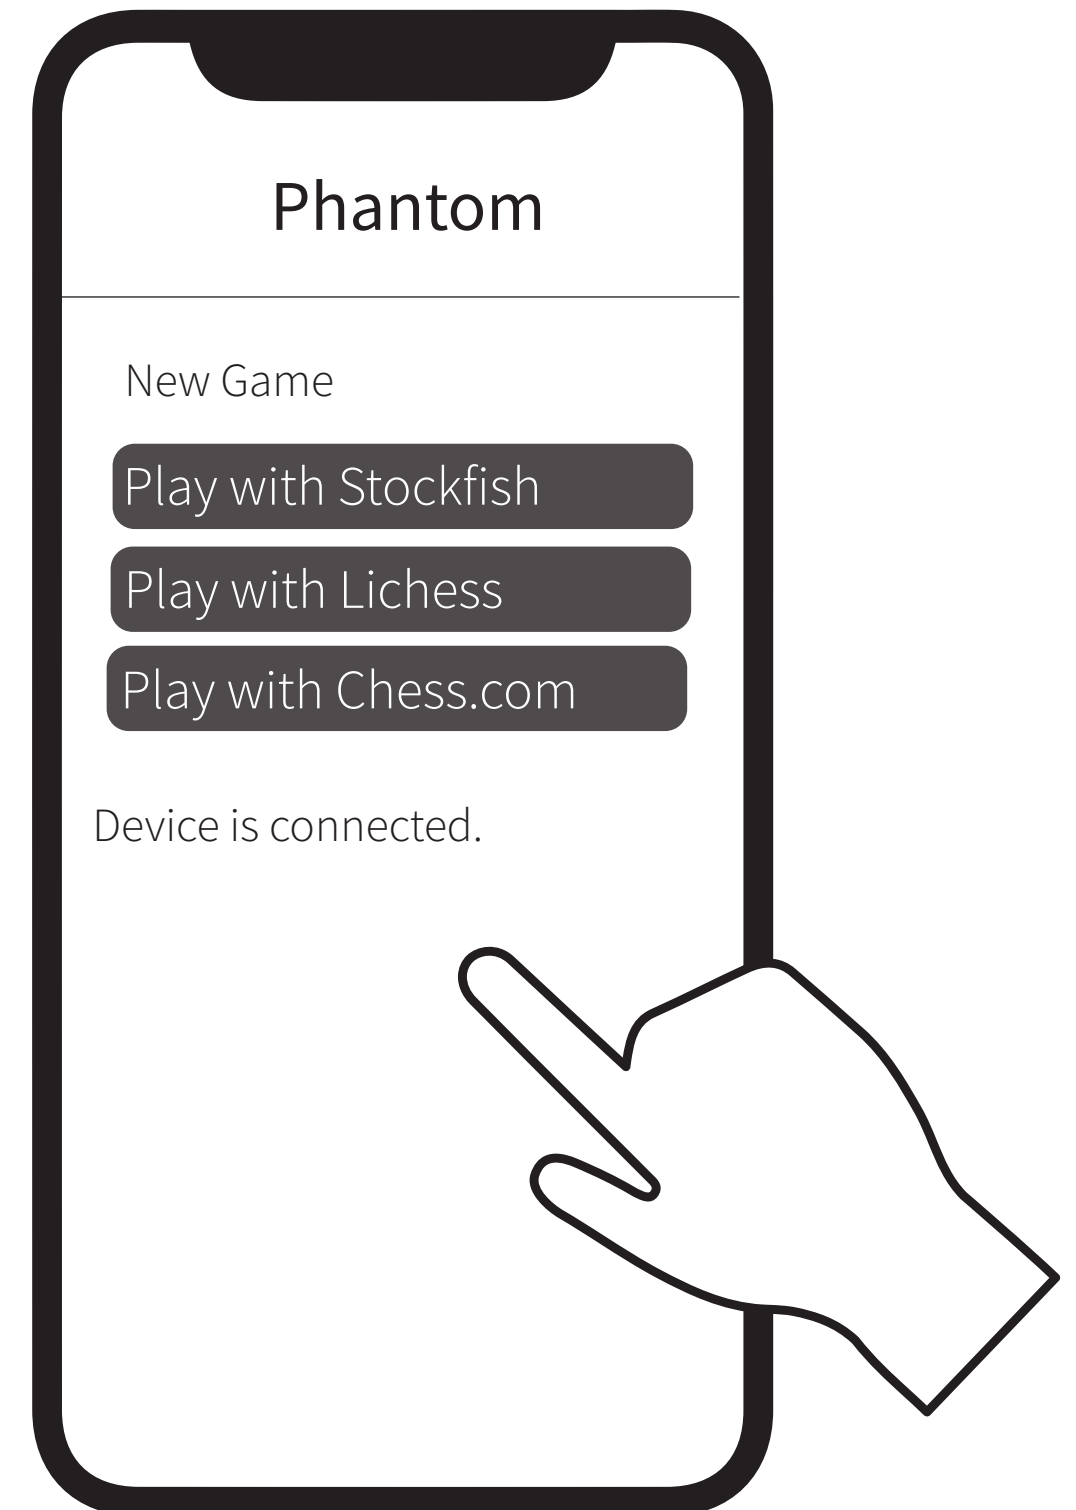 Phantom
New Game
Play with Stockfish
Play with Lichess
Play with Chess.com
Device is connected.